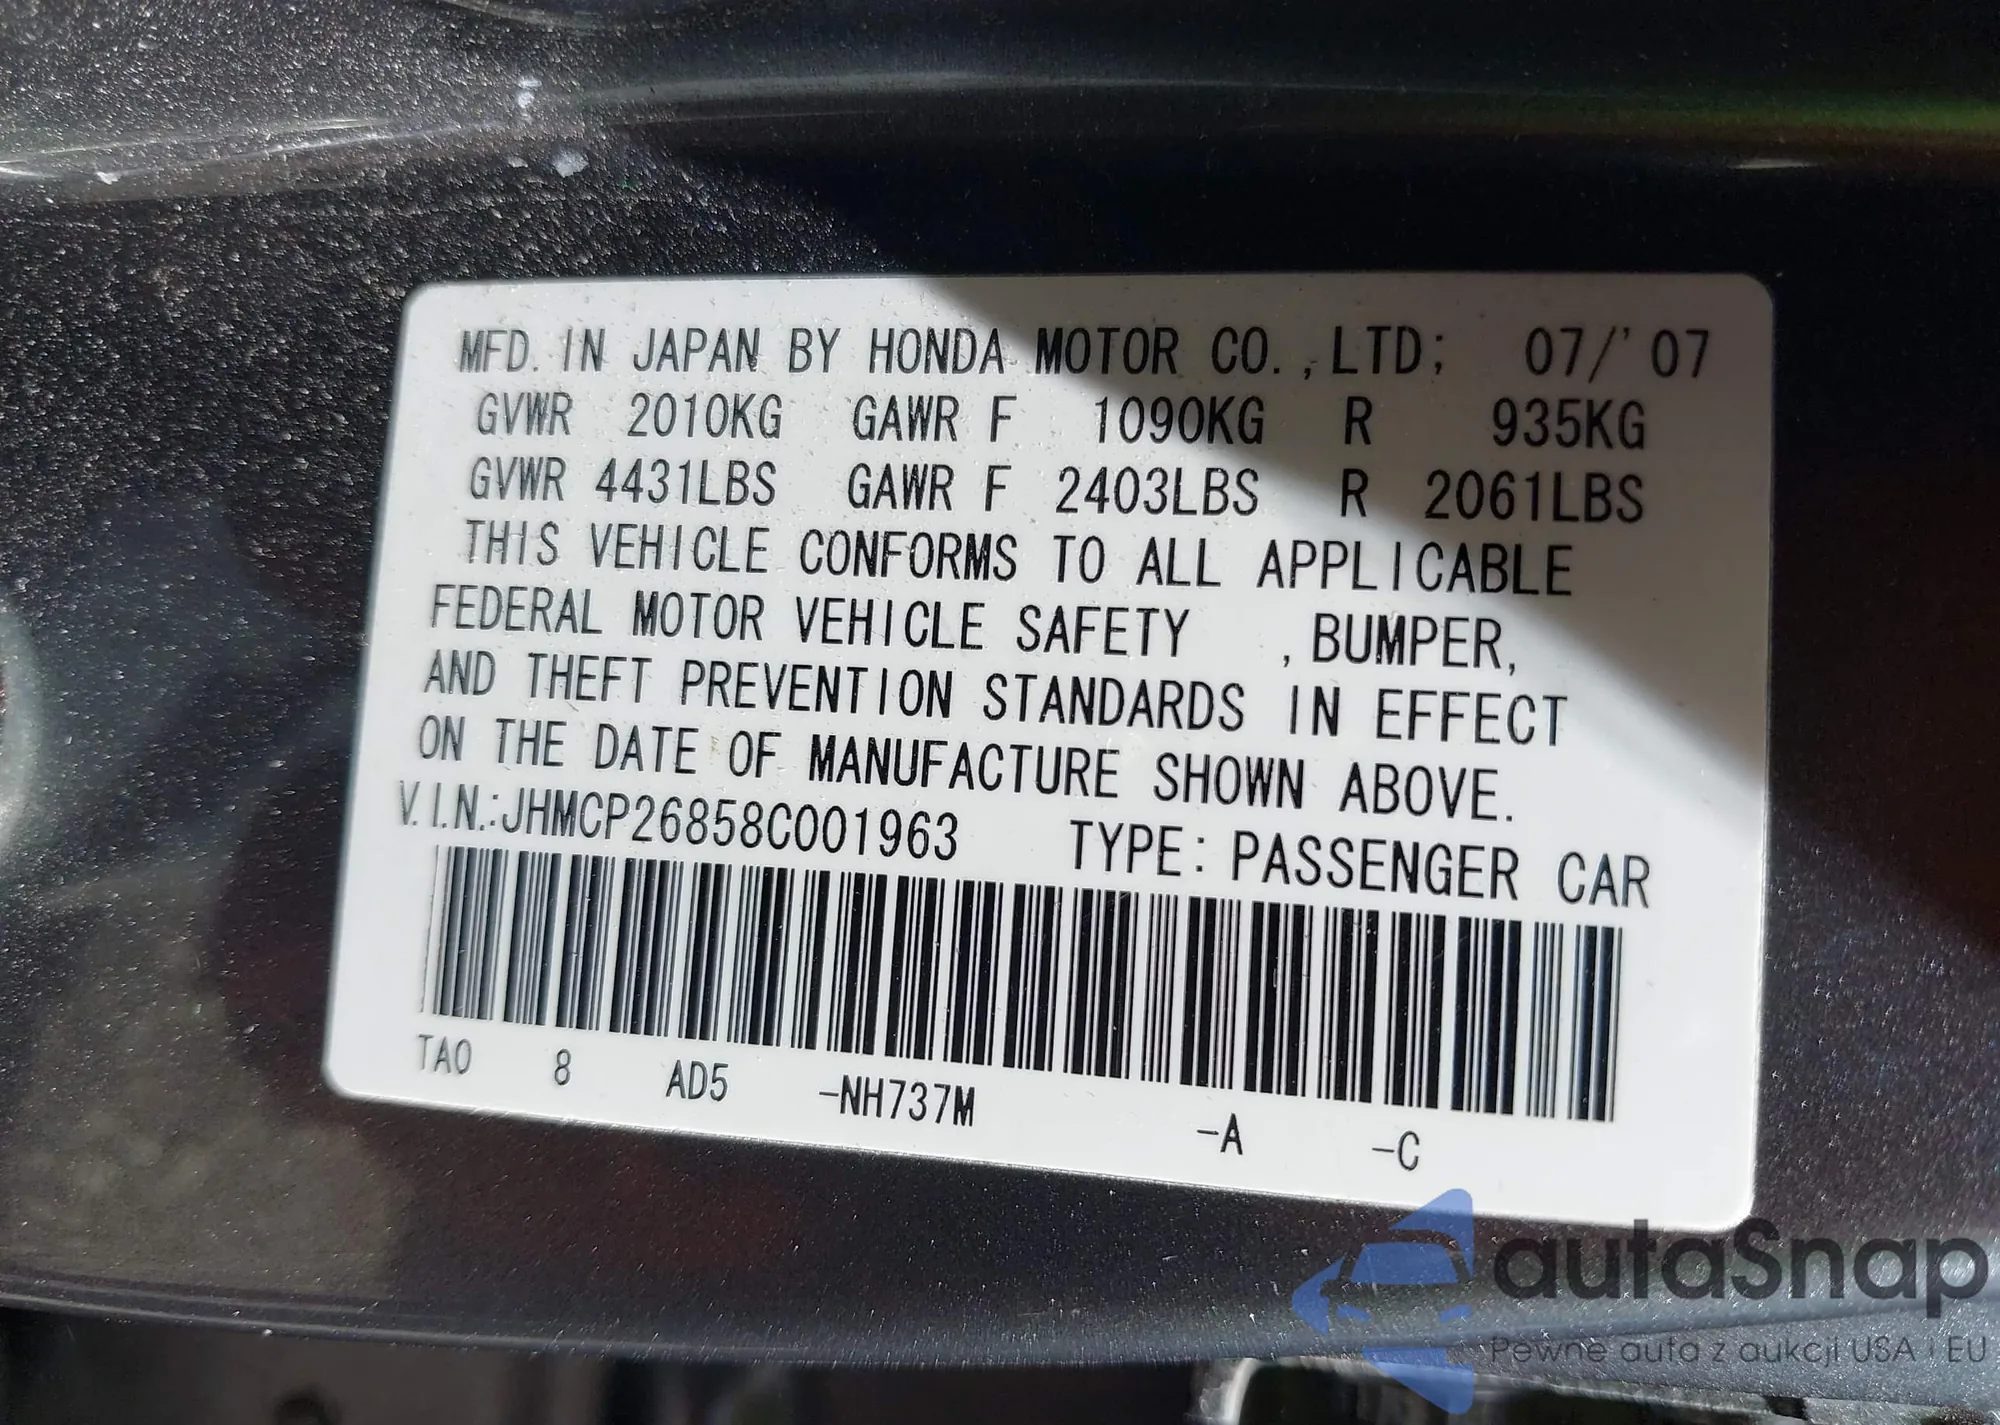 MFD. IN JAPAN BY HONDA MOTOR CO.,LTD; 07/'07
GVWR 2010KG GAWR F 1090KG R 935KG
GVWR 4431LBS GAWR F 2403LBS R 2061LBS
THIS VEHICLE CONFORMS TO ALL APPLICABLE
FEDERAL MOTOR VEHICLE SAFETY ,BUMPER,
AND THEFT PREVENTION STANDARDS IN EFFECT
ON THE DATE OF MANUFACTURE SHOWN ABOVE.
V.I.N.:JHMCP26858C001963 TYPE:PASSENGER CAR
TA0 8 AD5 -NH737M -A -C
autaSnap
Pewne auta z aukcji USA i EU